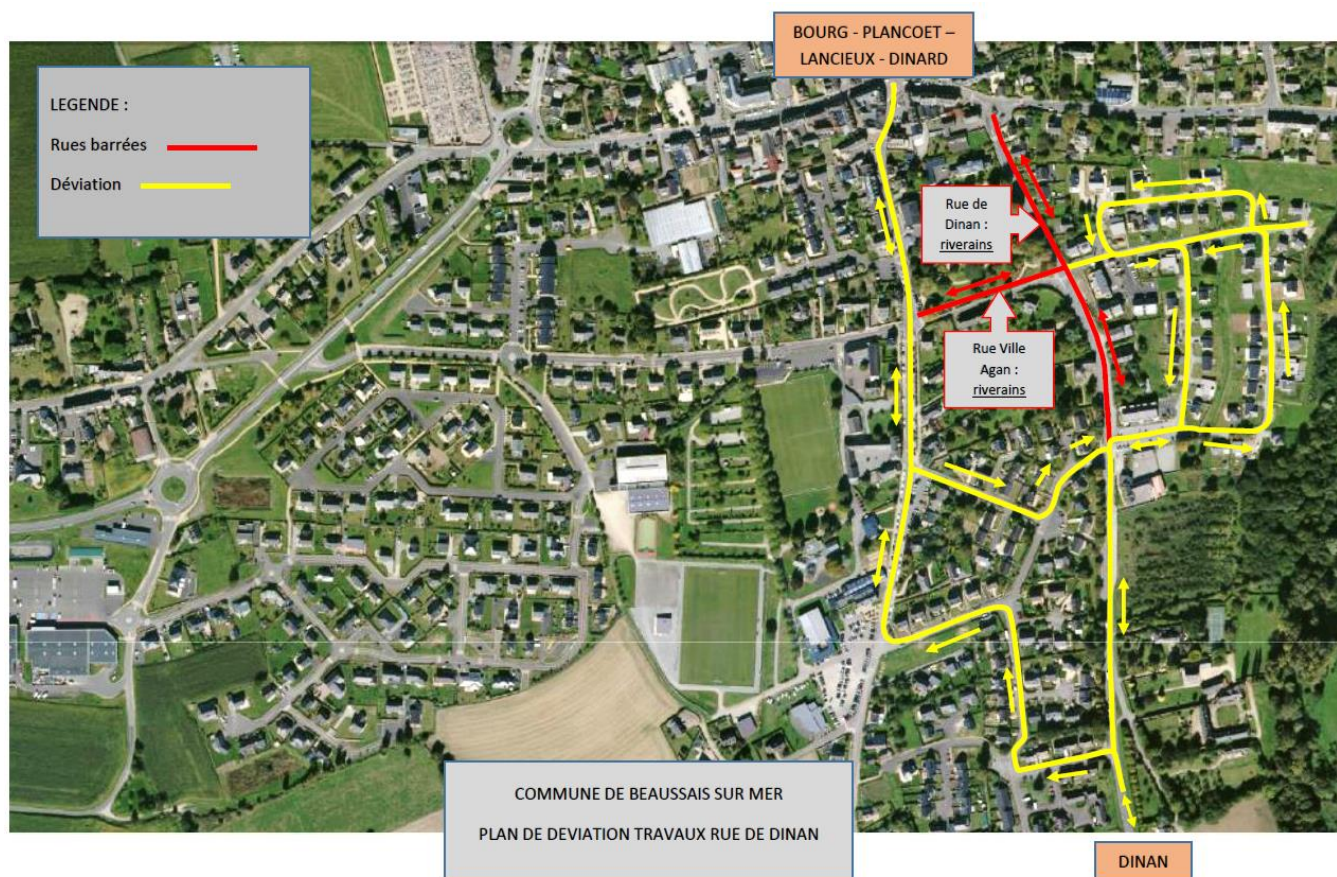 BOURG - PLANCOET –
LANCIEUX - DINARD
LEGENDE :
Rues barrées
Déviation
Rue de
Dinan :
riverains
Rue Ville
Agan :
riverains
COMMUNE DE BEAUSSAIS SUR MER
PLAN DE DEVIATION TRAVAUX RUE DE DINAN
DINAN